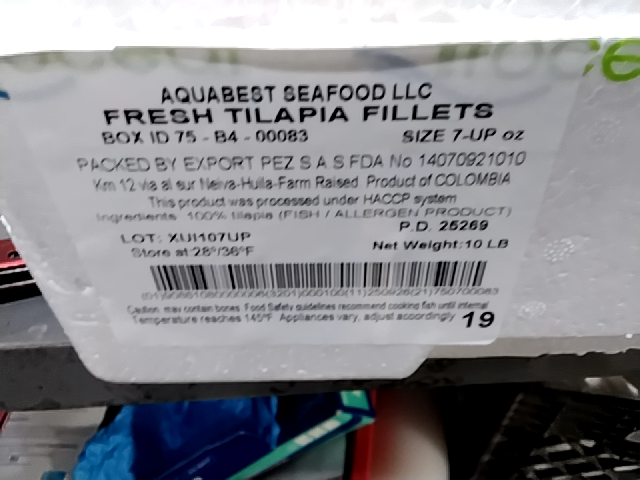 AQUABEST SEAFOOD LLC
FRESH TILAPIA FILLETS
BOX ID 75 - B4 - 00083 SIZE 7-UP oz
PACKED BY EXPORT PEZ S A S FDA No 14070921010
Km 12 via al sur Neiva-Huila-Farm Raised. Product of COLOMBIA
This product was processed under HACCP system
Ingredients: 100% tilapia (FISH / ALLERGEN PRODUCT)
P.D. 25269
LOT: XUI107UP
Net Weight:10 LB
Store at:28°/36°F
Caution: may contain bones. Food Safety guidelines recommend cooking fish until internal
Temperature reaches 145°F. Appliances vary, adjust accordingly
19